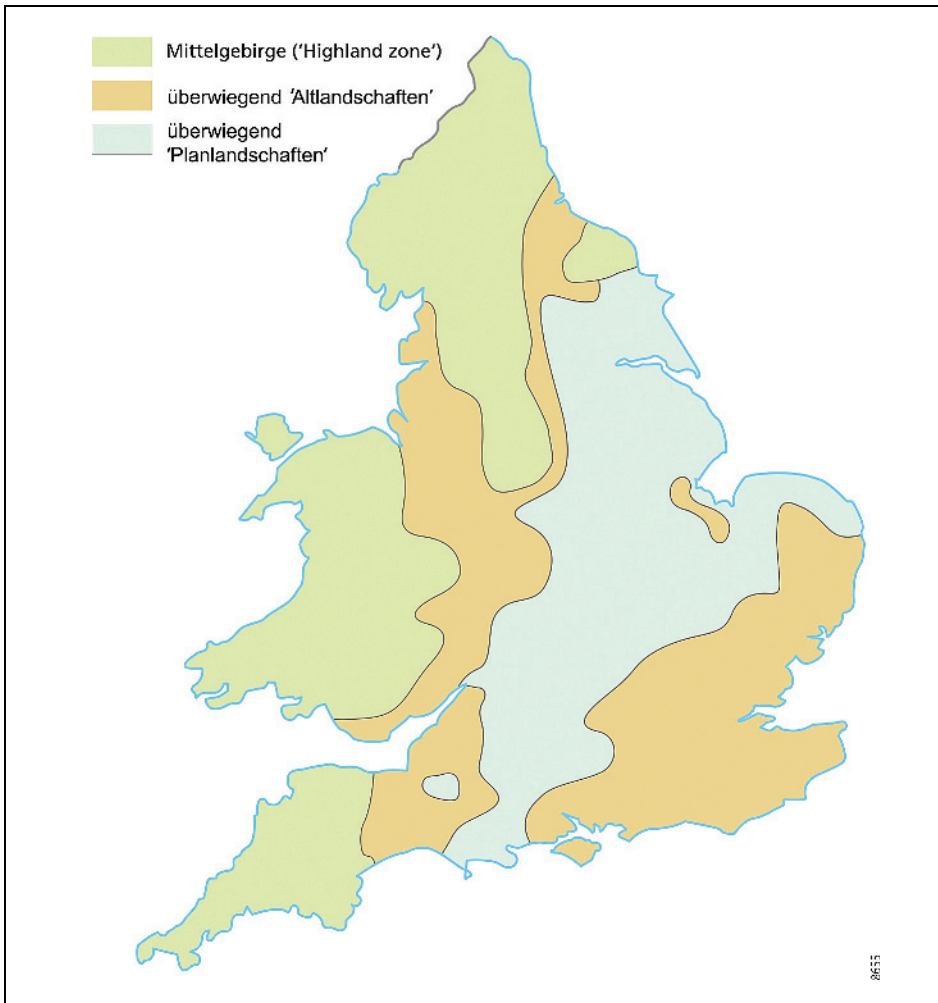 Mittelgebirge ('Highland zone')
überwiegend 'Altlandschaften'
überwiegend
'Planlandschaften'
8655